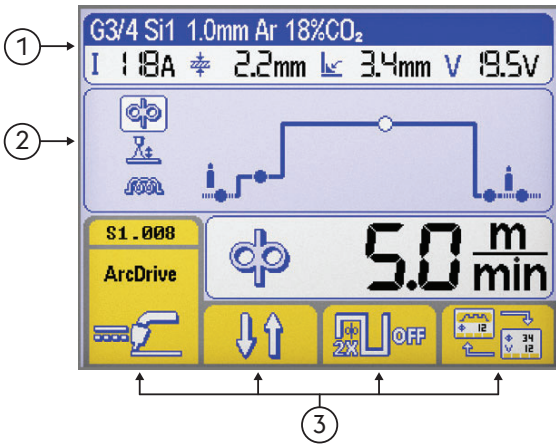 G3/4 Si1 1.0mm Ar 18%CO₂
I 118A 2.2mm 3.4mm V 19.5V
1
2
S1.008
ArcDrive
5.0 m/min
2X OFF
12
34
V 12
3